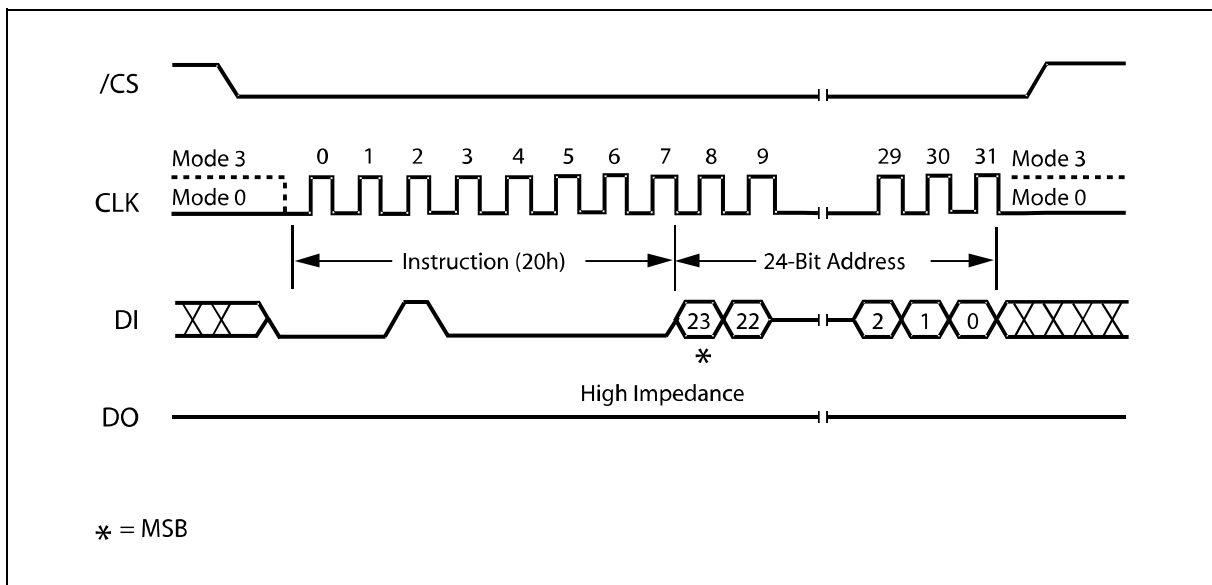 /CS
Mode 3 0 1 2 3 4 5 6 7 8 9 29 30 31 Mode 3
CLK Mode 0 Mode 0
Instruction (20h) 24-Bit Address
DI 23 22 2 1 0
*
High Impedance
DO
* = MSB